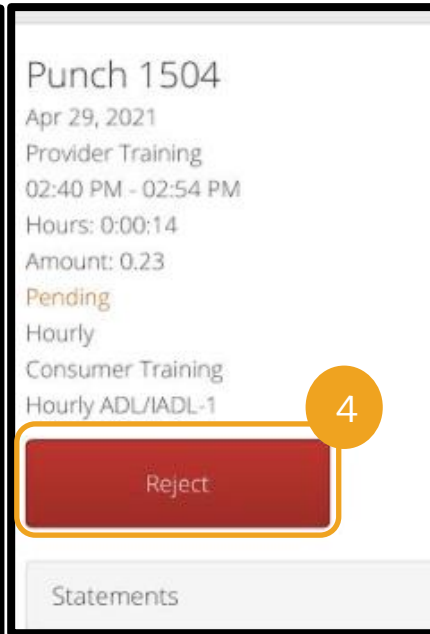 Punch 1504
Apr 29, 2021
Provider Training
02:40 PM - 02:54 PM
Hours: 0:00:14
Amount: 0.23
Pending
Hourly
Consumer Training
Hourly ADL/IADL-1
4
Reject
Statements